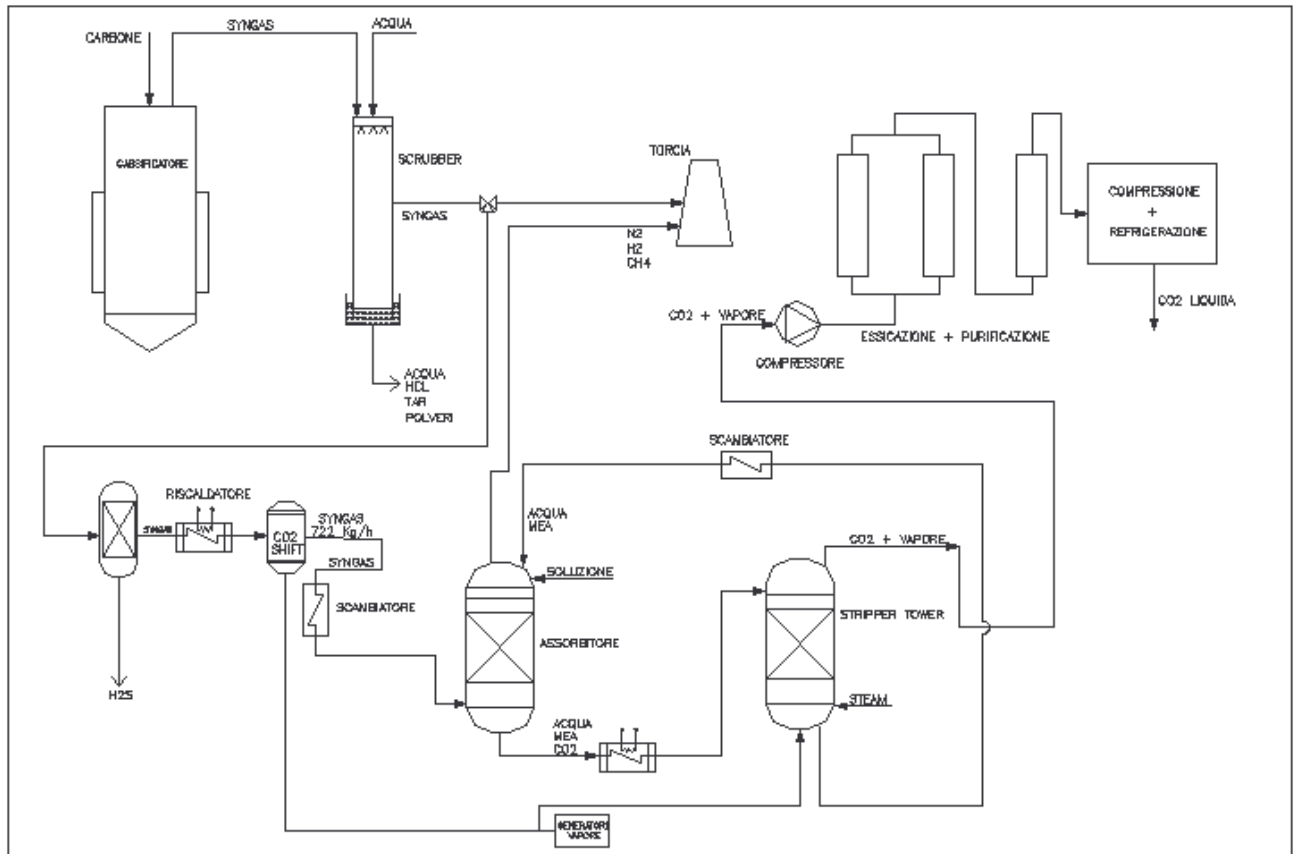 SYNGAS
ACQUA
CARBONE
GASSIFICATORE
SCRUBBER
SYNGAS
TORCIA
N2
H2
CH4
COMPRESSIONE
+
REFRIGERAZIONE
CO2 LIQUIDA
CO2 + VAPORE
COMPRESSORE
ESSICAZIONE + PURIFICAZIONE
ACQUA
HCL
TAR
POLVERI
SCAMBIATORE
RISCALDATORE
SYNGAS
CO2
SHIFT
SYNGAS
722 Kg/h
SYNGAS
SCAMBIATORE
H2S
ACQUA
MEA
SOLUZIONE
ASSORBITORE
CO2 + VAPORE
STRIPPER TOWER
STEAM
ACQUA
MEA
CO2
GENERATORE
VAPORE